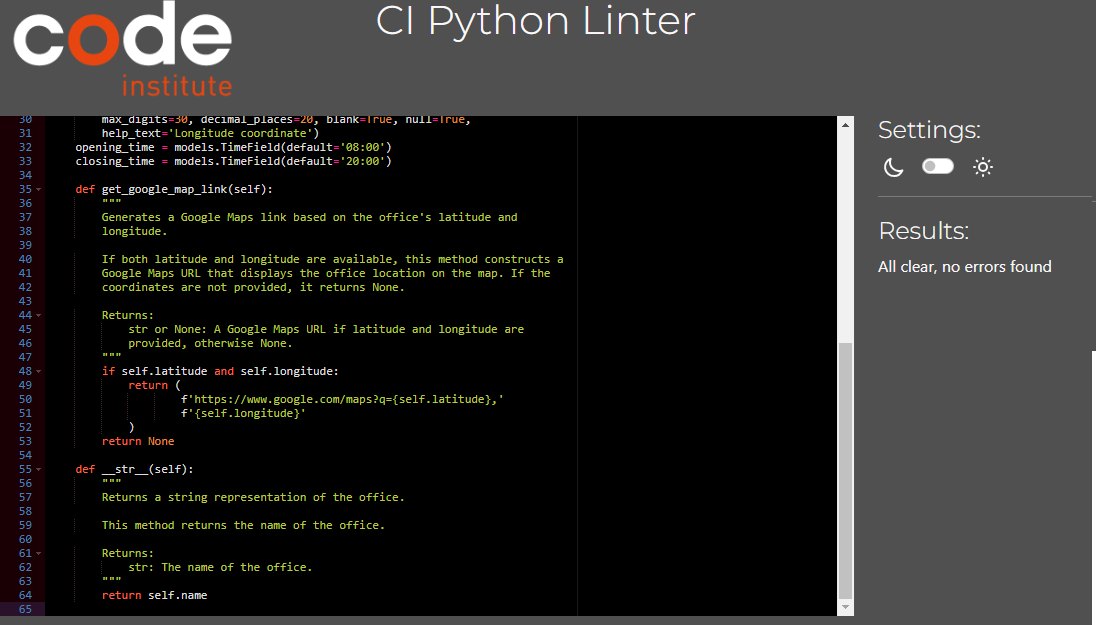 code
institute
CI Python Linter
30 max_digits=30, decimal_places=20, blank=True, null=True,
31 help_text='Longitude coordinate')
32 opening_time = models.TimeField(default='08:00')
33 closing_time = models.TimeField(default='20:00')
34
35 def get_google_map_link(self):
36 """
37 Generates a Google Maps link based on the office's latitude and
38 longitude.
39
40 If both latitude and longitude are available, this method constructs a
41 Google Maps URL that displays the office location on the map. If the
42 coordinates are not provided, it returns None.
43
44 Returns:
45 str or None: A Google Maps URL if latitude and longitude are
46 provided, otherwise None.
47 """
48 if self.latitude and self.longitude:
49 return (
50 f'https://www.google.com/maps?q={self.latitude},'
51 f'{self.longitude}'
52 )
53 return None
54
55 def __str__(self):
56 """
57 Returns a string representation of the office.
58
59 This method returns the name of the office.
60
61 Returns:
62 str: The name of the office.
63 """
64 return self.name
65
Settings:
Results:
All clear, no errors found